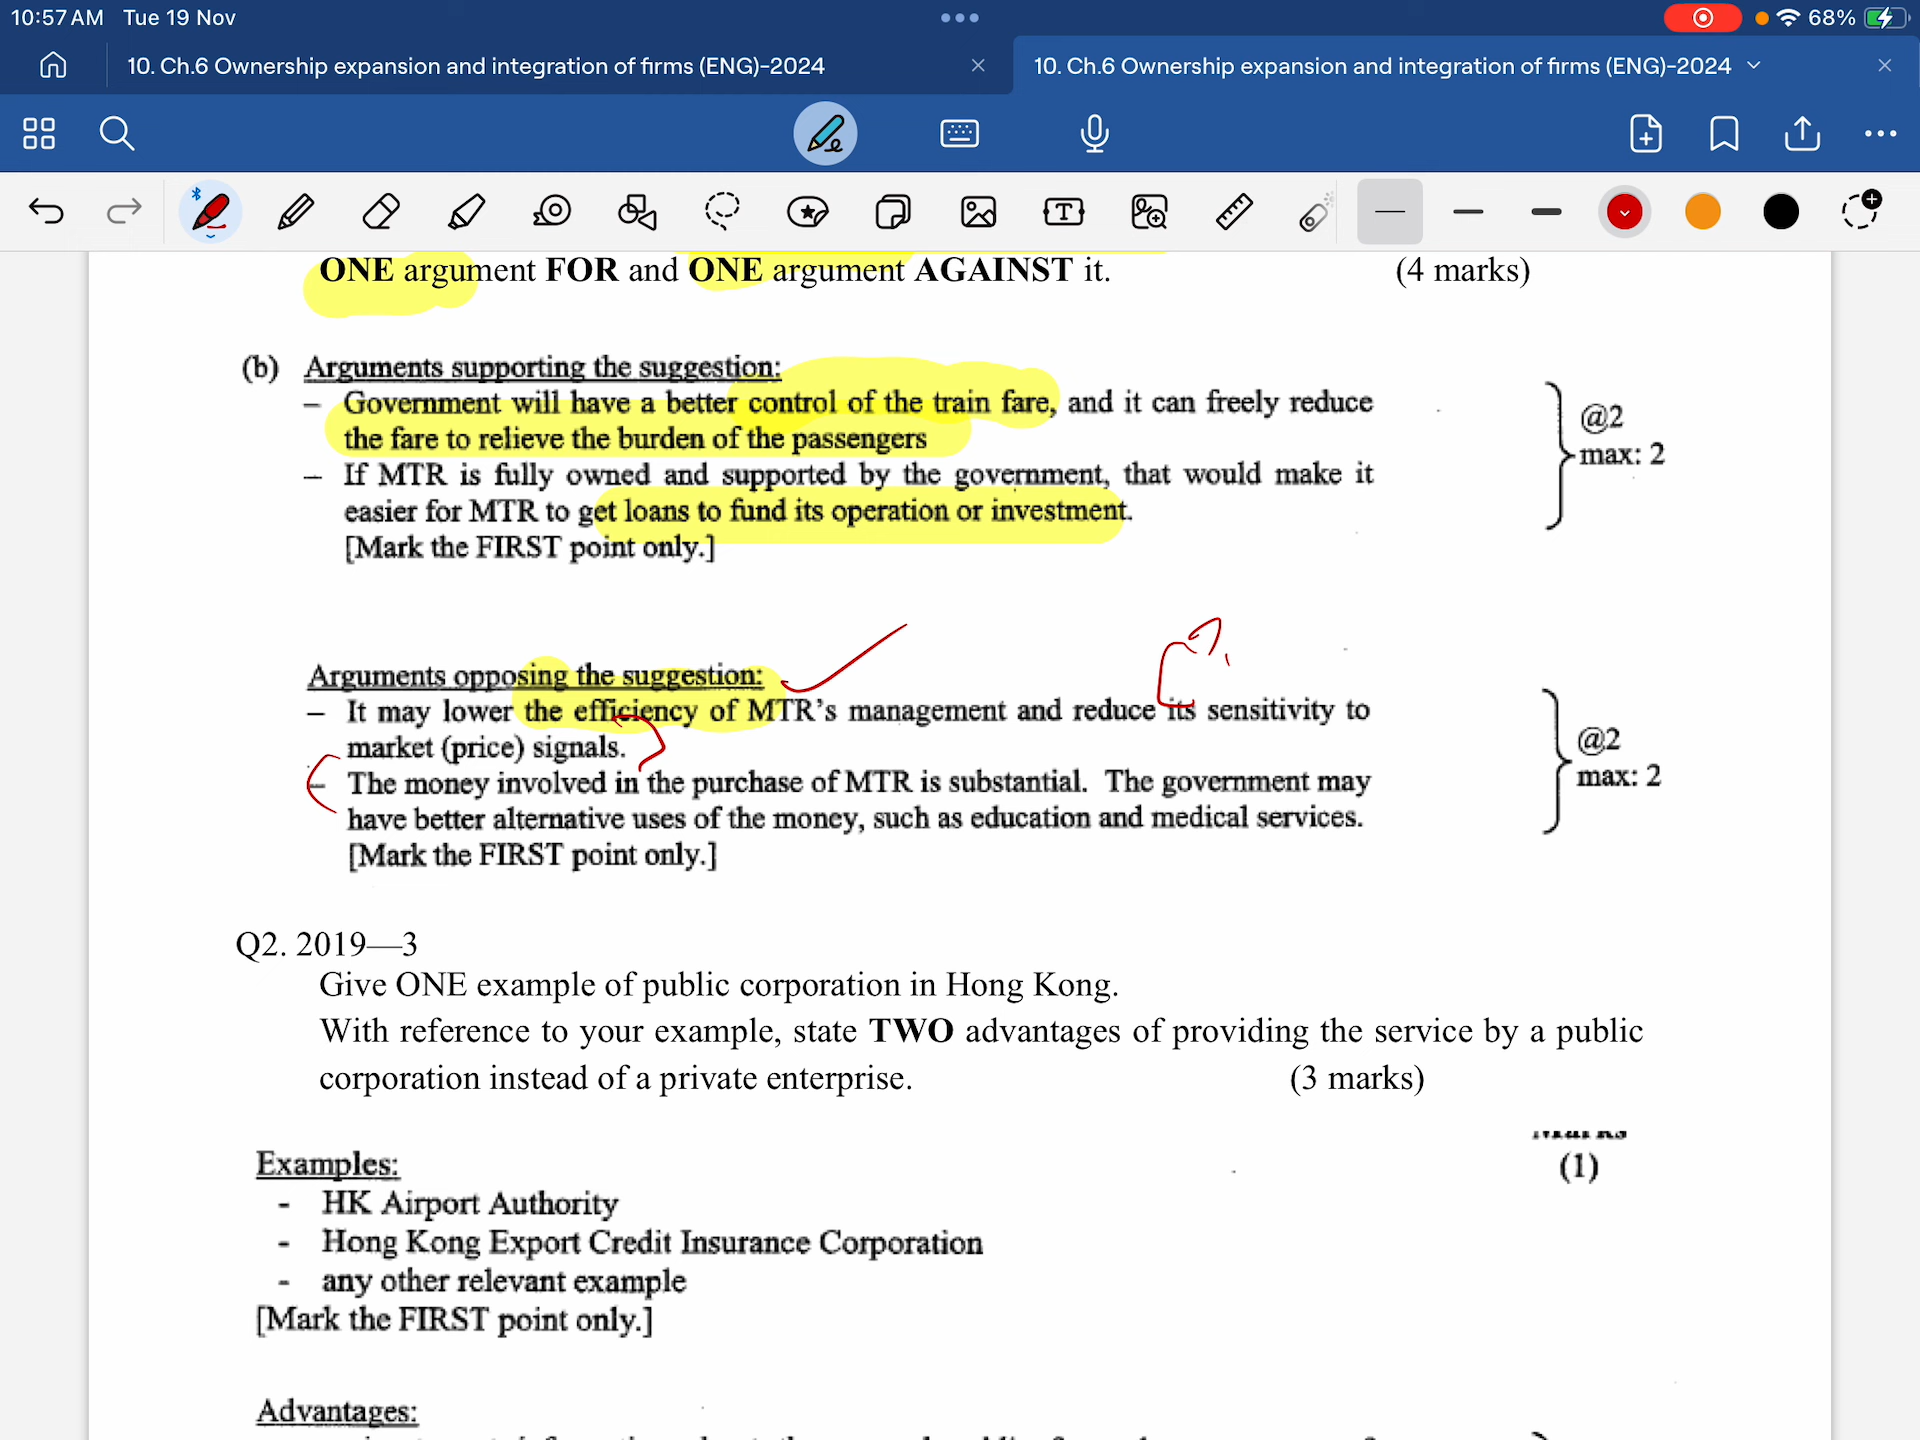 10:57 AM Tue 19 Nov
68%
10. Ch.6 Ownership expansion and integration of firms (ENG)-2024
10. Ch.6 Ownership expansion and integration of firms (ENG)-2024
ONE argument FOR and ONE argument AGAINST it. (4 marks)
(b) Arguments supporting the suggestion:
– Government will have a better control of the train fare, and it can freely reduce
the fare to relieve the burden of the passengers
– If MTR is fully owned and supported by the government, that would make it
easier for MTR to get loans to fund its operation or investment.
[Mark the FIRST point only.]
@2
max: 2
Arguments opposing the suggestion:
– It may lower the efficiency of MTR's management and reduce its sensitivity to
market (price) signals.
– The money involved in the purchase of MTR is substantial. The government may
have better alternative uses of the money, such as education and medical services.
[Mark the FIRST point only.]
@2
max: 2
Q2. 2019—3
Give ONE example of public corporation in Hong Kong.
With reference to your example, state TWO advantages of providing the service by a public
corporation instead of a private enterprise. (3 marks)
Marks
Examples: (1)
- HK Airport Authority
- Hong Kong Export Credit Insurance Corporation
- any other relevant example
[Mark the FIRST point only.]
Advantages: